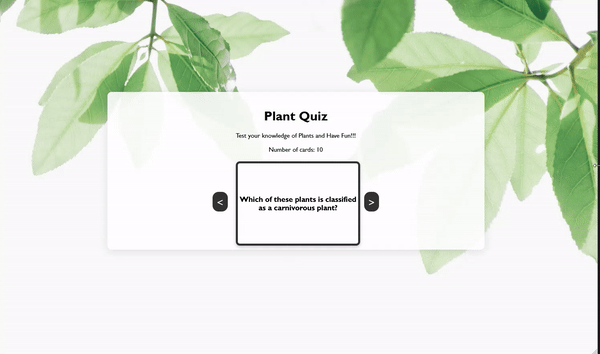 Plant Quiz
Test your knowledge of Plants and Have Fun!!!
Number of cards: 10
Which of these plants is classified
as a carnivorous plant?
< >